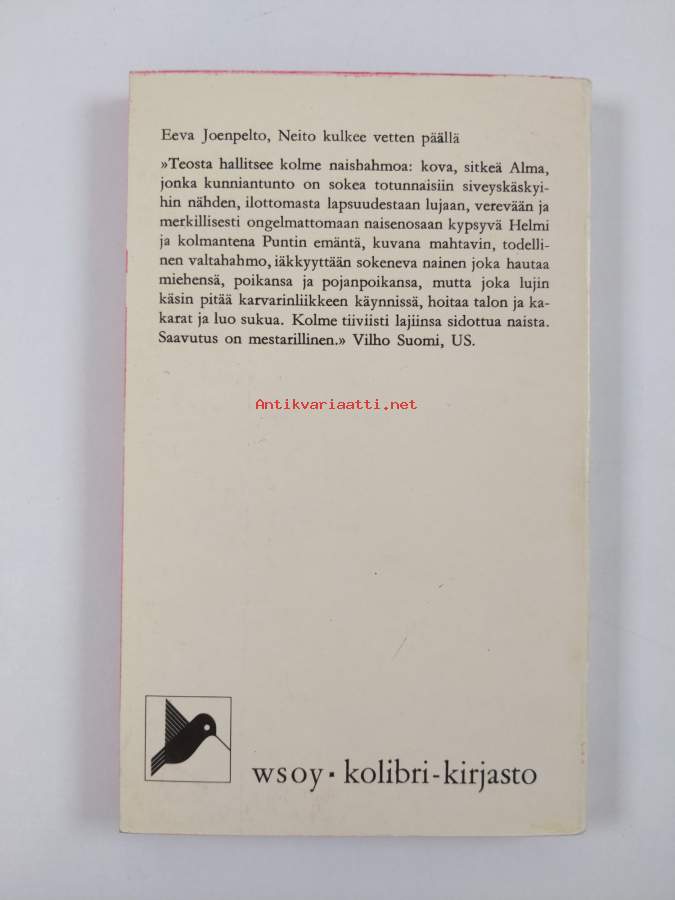 Eeva Joenpelto, Neito kulkee vetten päällä
»Teosta hallitsee kolme naishahmoa: kova, sitkeä Alma,
jonka kunniantunto on sokea totunnaisiin siveyskäskyi-
hin nähden, ilottomasta lapsuudestaan lujaan, verevään ja
merkillisesti ongelmattomaan naisenosaan kypsyvä Helmi
ja kolmantena Puntin emäntä, kuvana mahtavin, todelli-
nen valtahahmo, iäkkyyttään sokeneva nainen joka hautaa
miehensä, poikansa ja pojanpoikansa, mutta joka lujin
käsin pitää karvarinliikkeen käynnissä, hoitaa talon ja ka-
karat ja luo sukua. Kolme tiiviisti lajiinsa sidottua naista.
Saavutus on mestarillinen.» Vilho Suomi, US.
Antikvariaatti.net
wsoy · kolibri-kirjasto